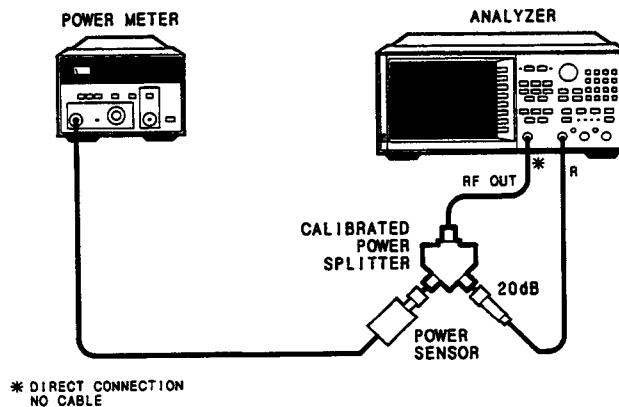 POWER METER
ANALYZER
RF OUT
*
R
CALIBRATED
POWER
SPLITTER
20dB
POWER
SENSOR
* DIRECT CONNECTION
NO CABLE